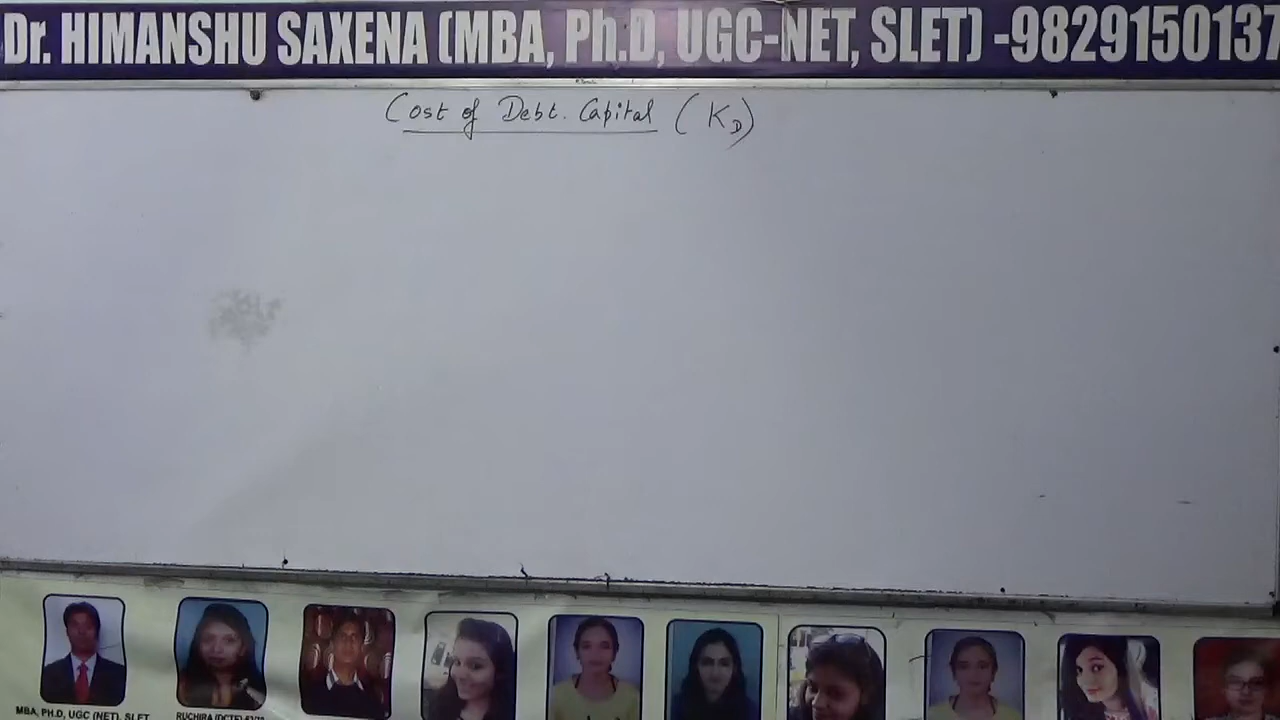 Dr. HIMANSHU SAXENA (MBA, Ph.D, UGC-NET, SLET) -9829150137
Cost of Debt. Capital (KD)
MBA, PH.D, UGC (NET), SLET
RUCHIRA (DCTE)